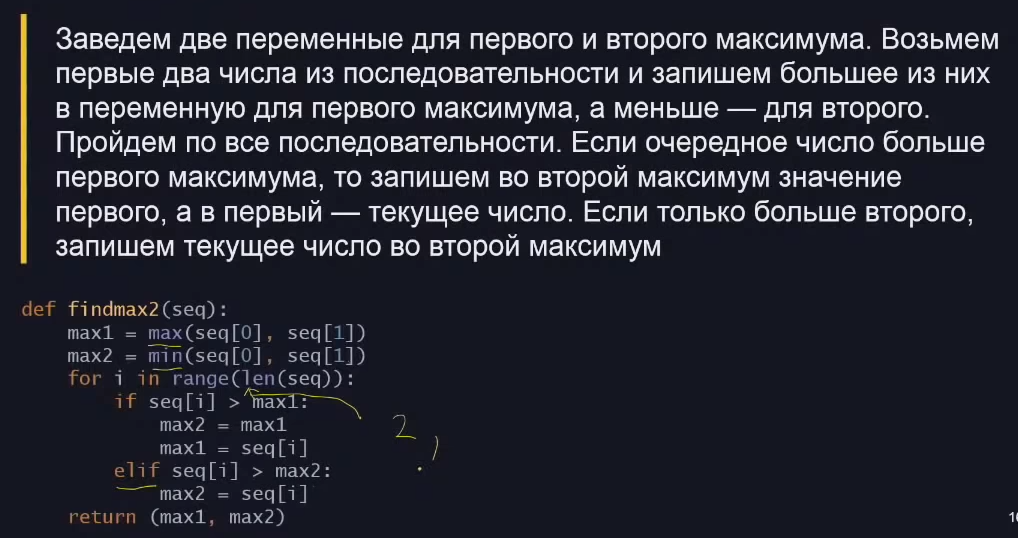 Заведем две переменные для первого и второго максимума. Возьмем
первые два числа из последовательности и запишем большее из них
в переменную для первого максимума, а меньше — для второго.
Пройдем по все последовательности. Если очередное число больше
первого максимума, то запишем во второй максимум значение
первого, а в первый — текущее число. Если только больше второго,
запишем текущее число во второй максимум
def findmax2(seq):
    max1 = max(seq[0], seq[1])
    max2 = min(seq[0], seq[1])
    for i in range(len(seq)):
        if seq[i] > max1:
            max2 = max1
            max1 = seq[i]
        elif seq[i] > max2:
            max2 = seq[i]
    return (max1, max2)
2,